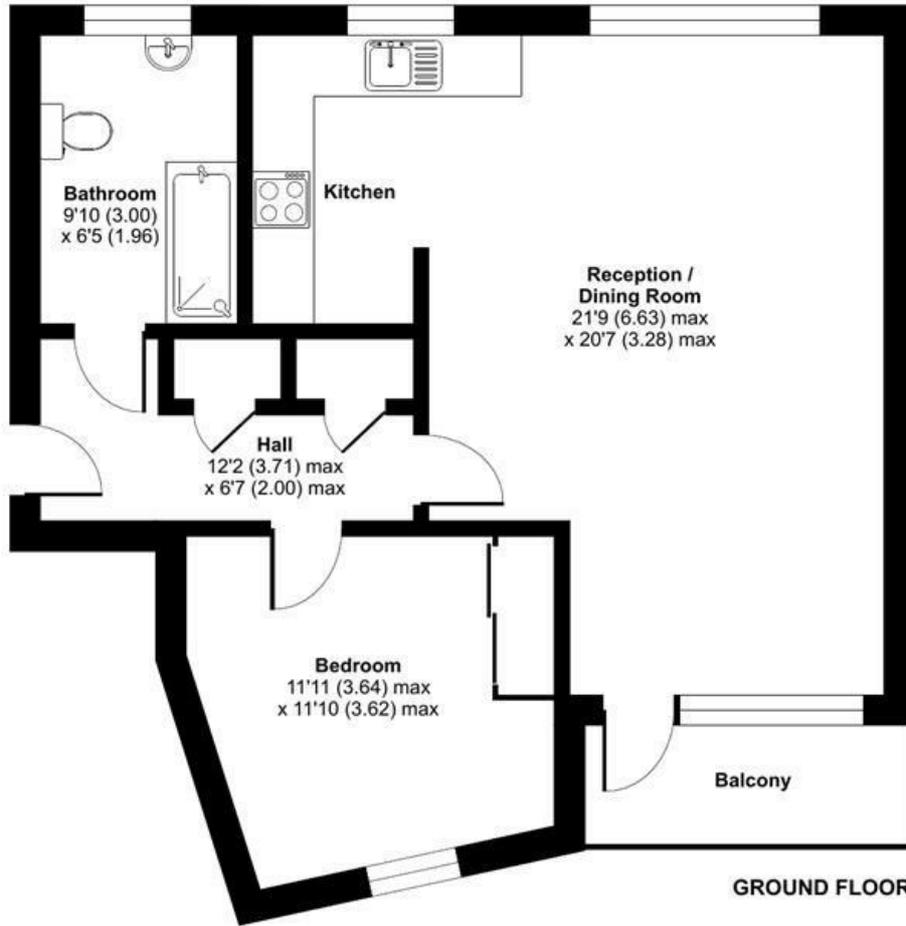 Bathroom
9'10 (3.00)
x 6'5 (1.96)
Kitchen
Reception /
Dining Room
21'9 (6.63) max
x 20'7 (3.28) max
Hall
12'2 (3.71) max
x 6'7 (2.00) max
Bedroom
11'11 (3.64) max
x 11'10 (3.62) max
Balcony
GROUND FLOOR